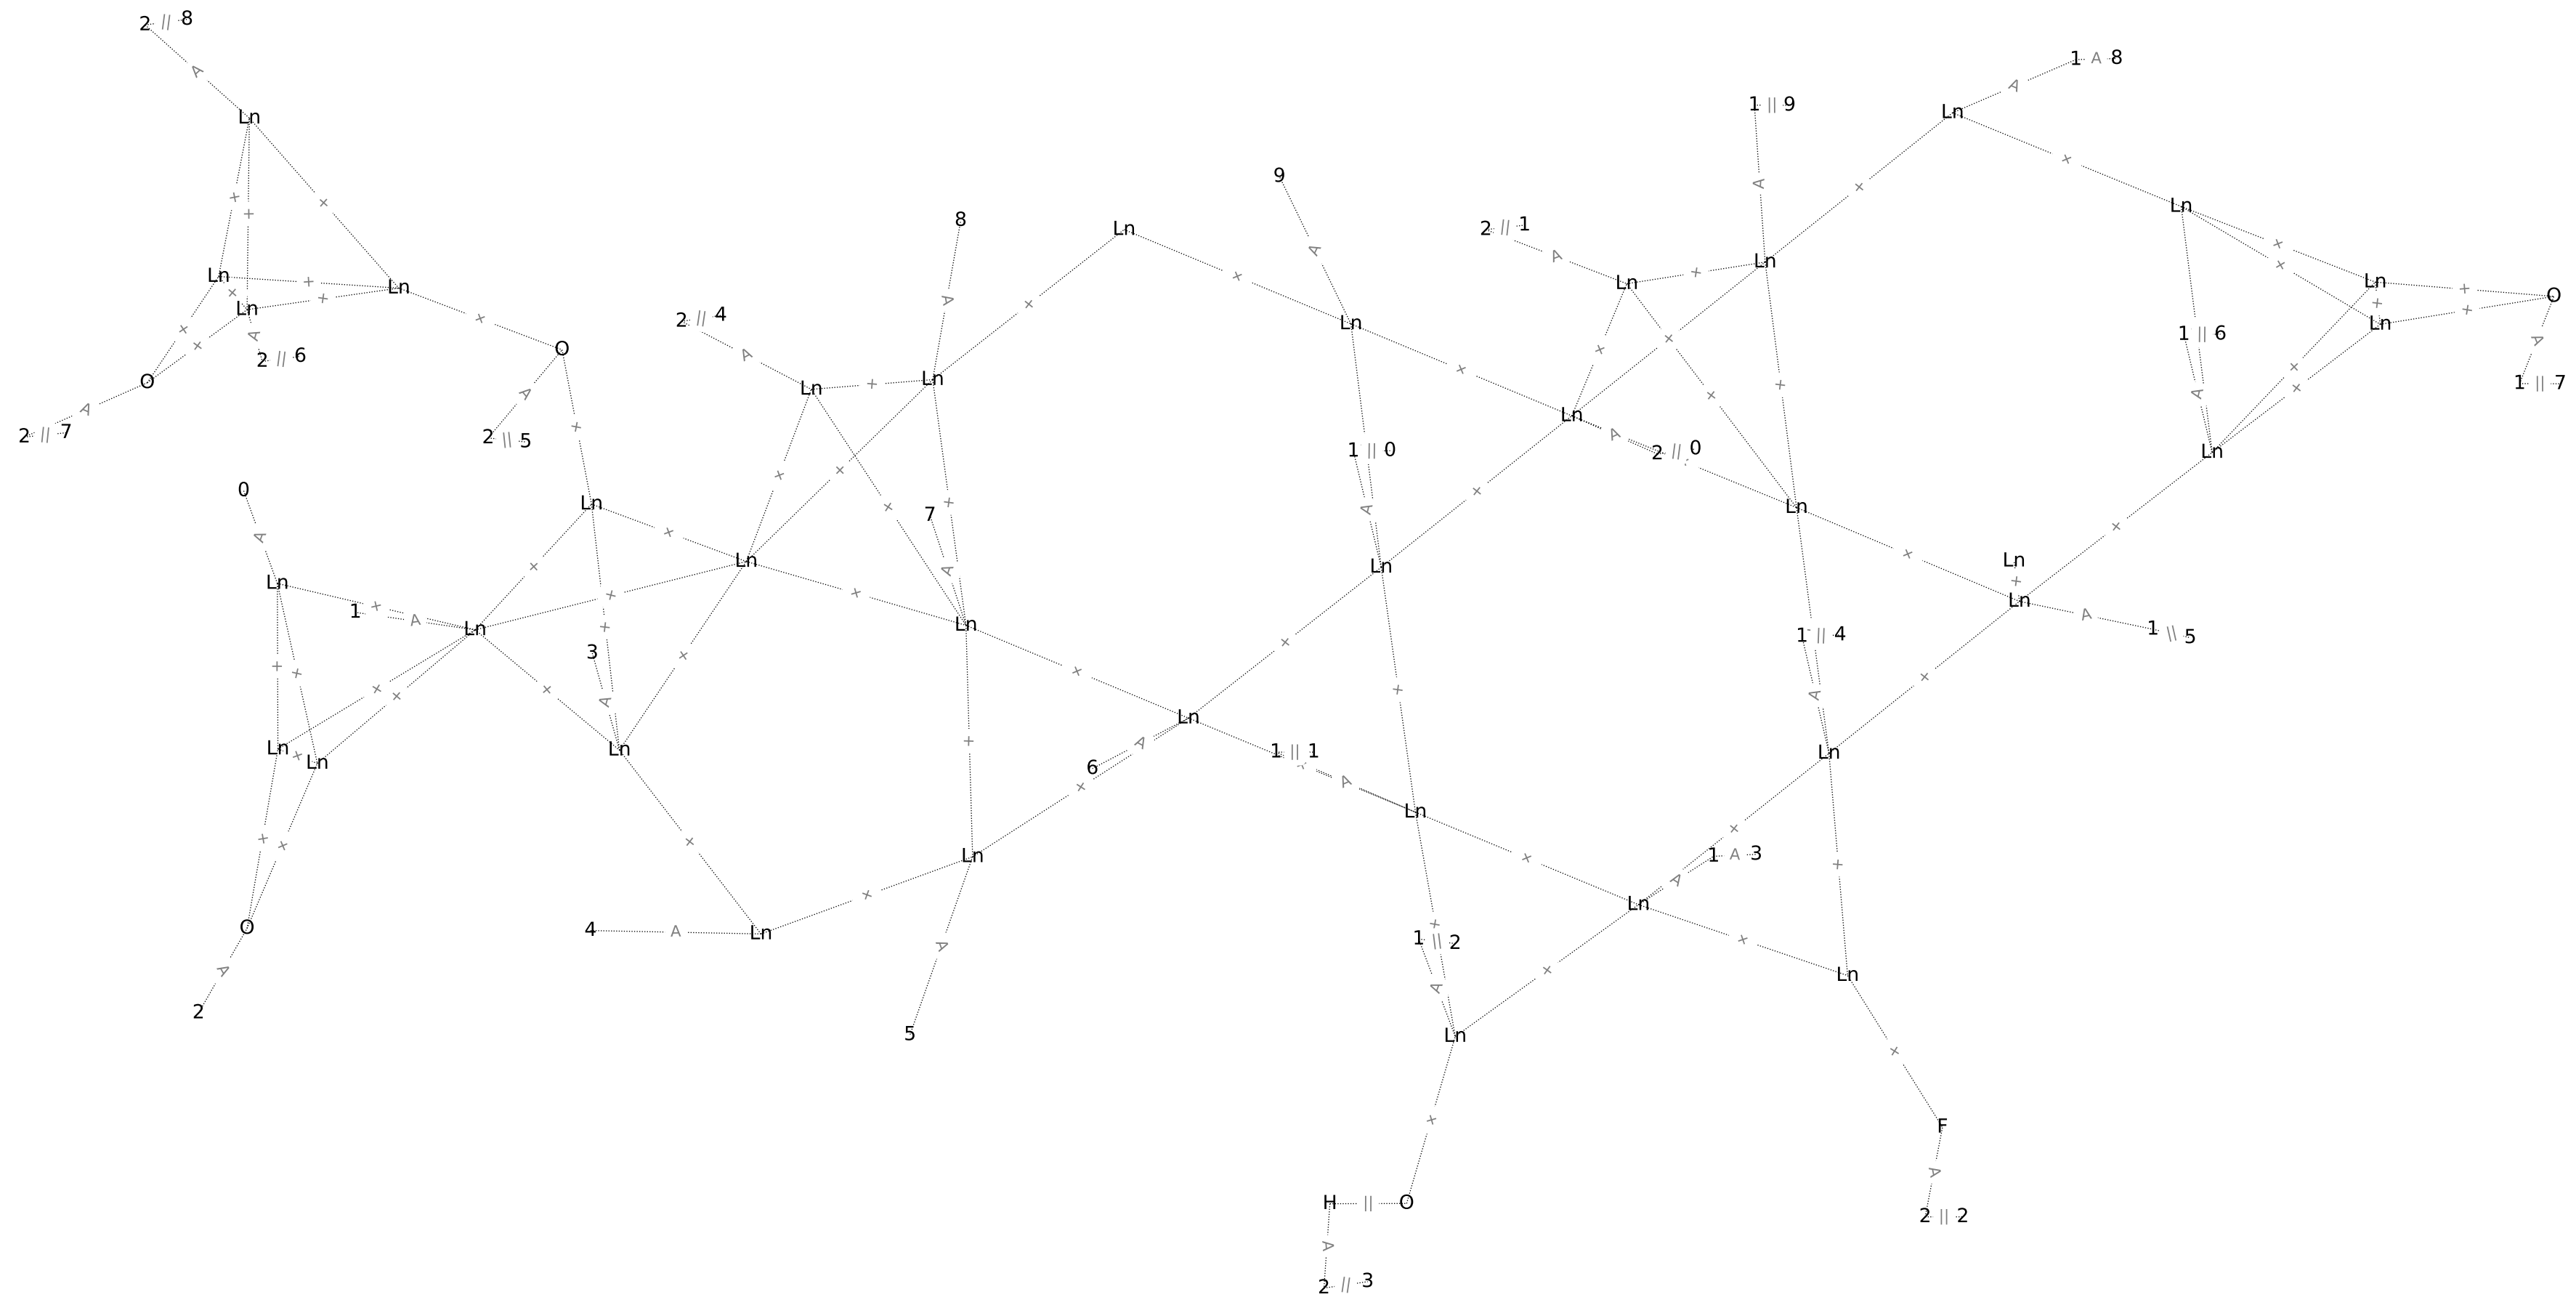 2 || 8
1 A 8
Ln
1 || 9
Ln
9
Ln
8
2 || 1
Ln
Ln
Ln
Ln
Ln
Ln
Ln
O
2 || 4
Ln
1 || 6
Ln
Ln
O
Ln
Ln
O
1 || 7
2 || 6
Ln
2 || 7
2 || 5
1 || 0
2 || 0
Ln
0
Ln
7
Ln
Ln
Ln
Ln
Ln
1
Ln
Ln
Ln
1 || 5
1 || 4
3
Ln
6
1 || 1
Ln
Ln
Ln
Ln
Ln
Ln
1 A 3
Ln
O
4
Ln
1 || 2
Ln
2
5
Ln
F
H || O
2 || 2
2 || 3